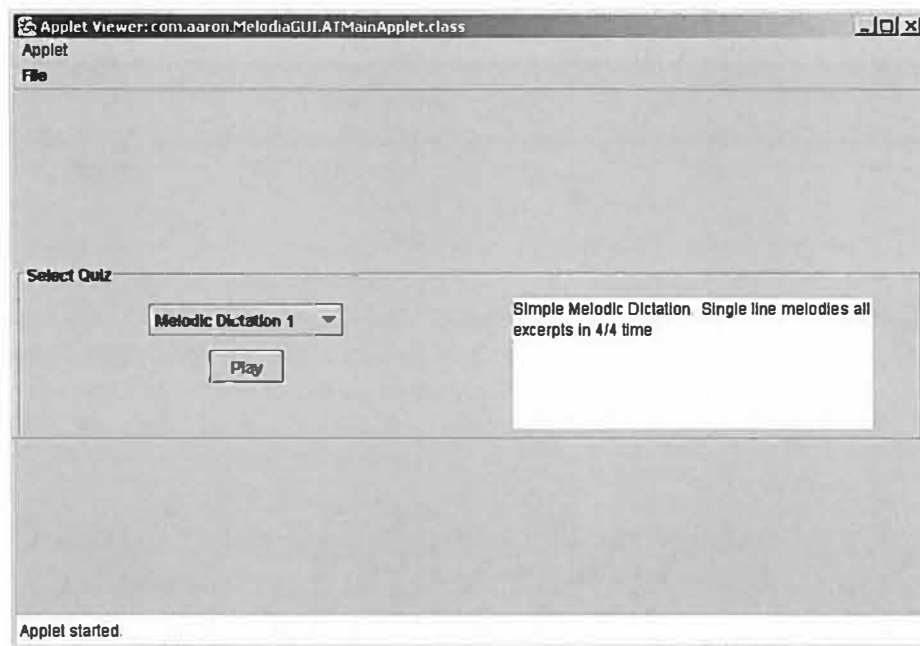 Applet Viewer: com.aaron.MelodiaGUI.ATMainApplet.class
Applet
File
Select Quiz
Melodic Dictation 1
Play
Simple Melodic Dictation. Single line melodies all
excerpts in 4/4 time
Applet started.